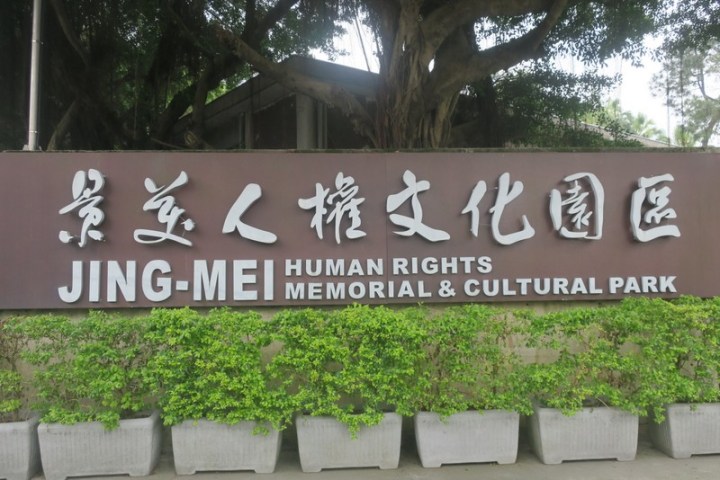 景美人權文化園區
JING-MEI HUMAN RIGHTS
MEMORIAL & CULTURAL PARK